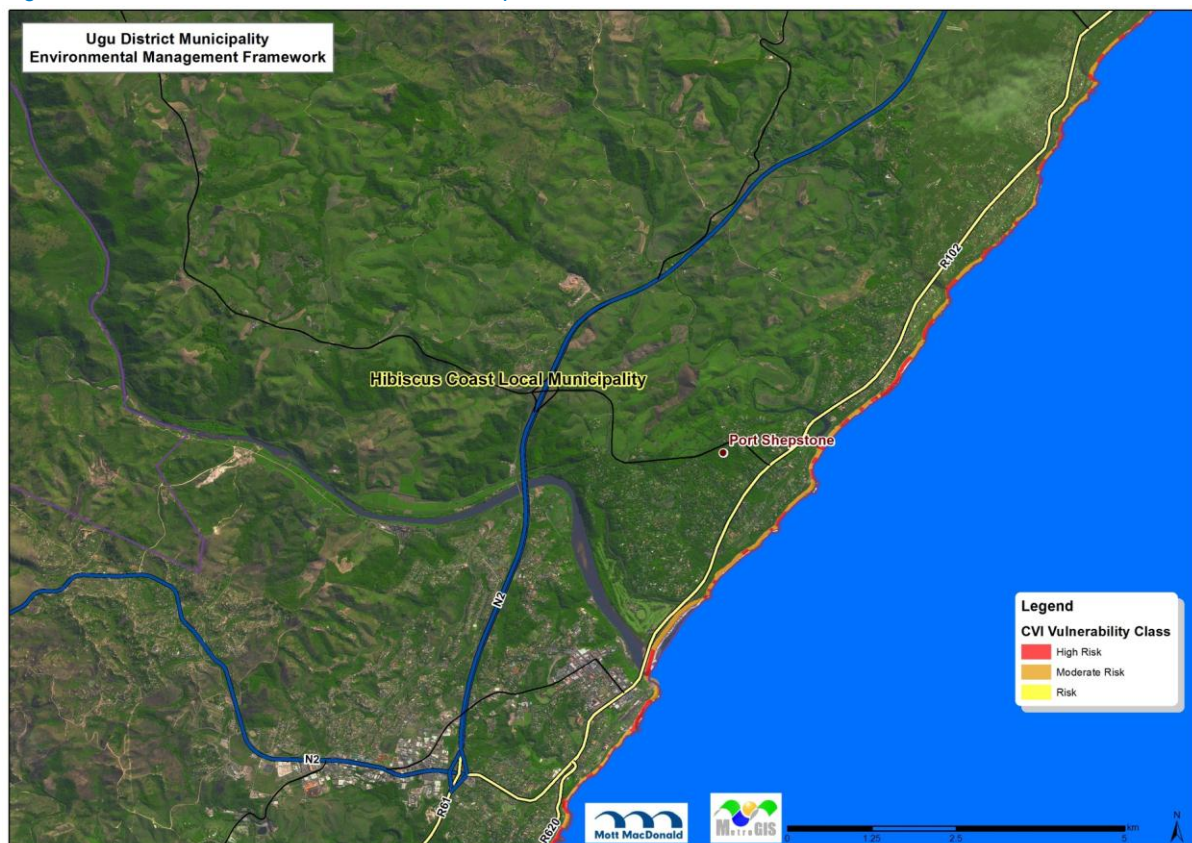 Ugu District Municipality
Environmental Management Framework
R102
Hibiscus Coast Local Municipality
Port Shepstone
N2
Legend
CVI Vulnerability Class
High Risk
Moderate Risk
Risk
N2
R61
R620
Mott MacDonald
MetroGIS
km
0 1.25 2.5 5
N